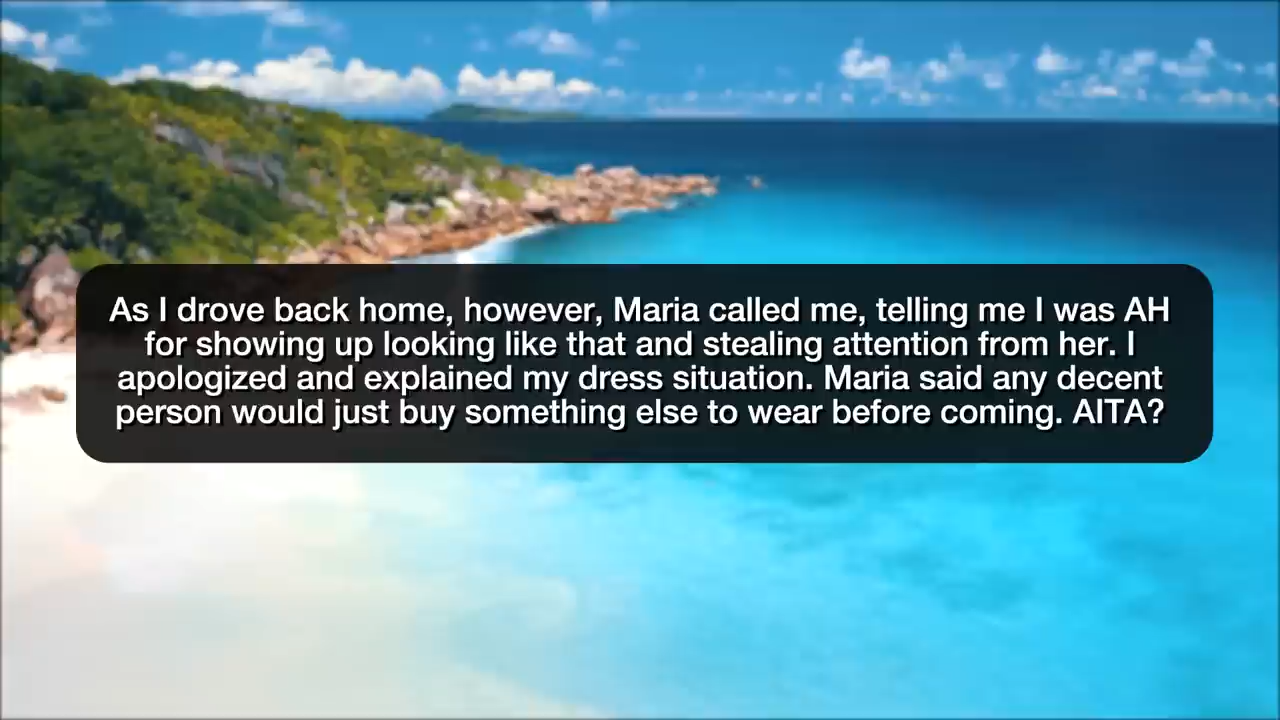 As I drove back home, however, Maria called me, telling me I was AH
for showing up looking like that and stealing attention from her. I
apologized and explained my dress situation. Maria said any decent
person would just buy something else to wear before coming. AITA?